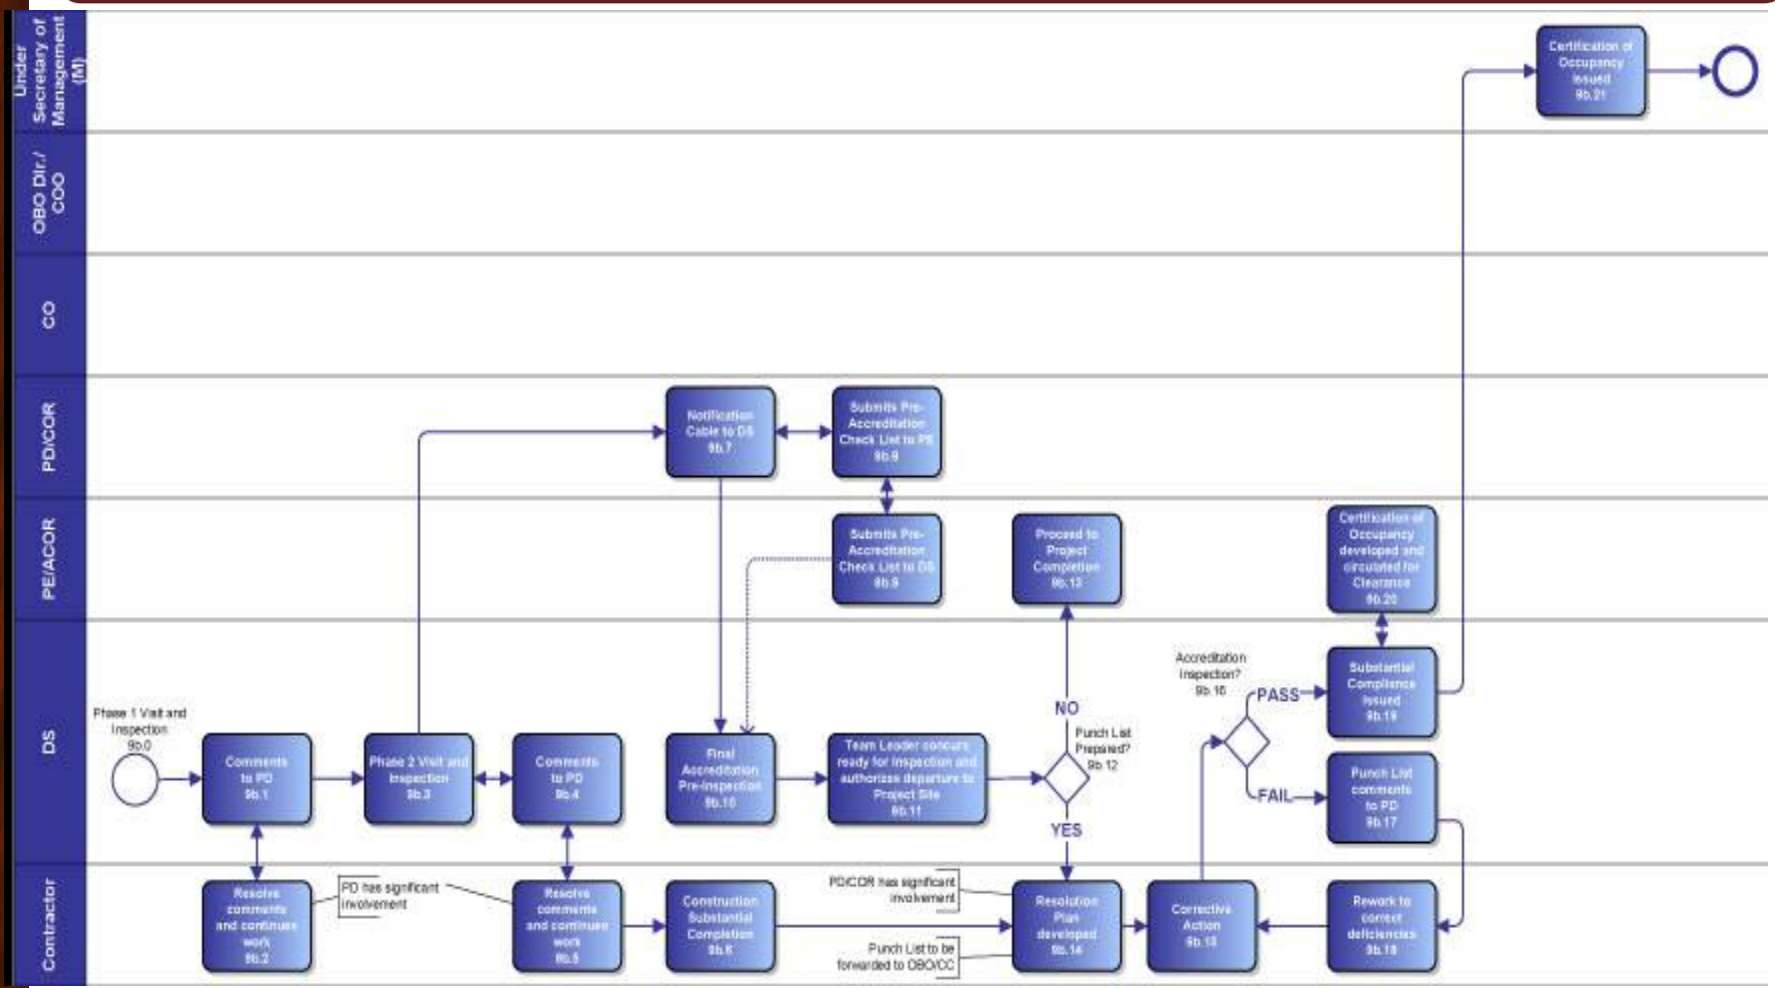 Under
Secretary of
Management
(M)
Certification of
Occupancy
issued
9b.21
OBO Dir./
COO
CO
PD/COR
Notification
Cable to DS
9b.7
Submits Pre-
Accreditation
Check List to PE
9b.8
PE/ACOR
Submits Pre-
Accreditation
Check List to DS
9b.9
Proceed to
Project
Completion
9b.13
Certification of
Occupancy
developed and
circulated for
Clearance
9b.20
DS
Phase 1 Visit and
Inspection
9b.0
Comments
to PD
9b.1
Phase 2 Visit and
Inspection
9b.3
Comments
to PD
9b.4
Final
Accreditation
Pre-Inspection
9b.10
Team Leader concurs
ready for Inspection and
authorizes departure to
Project Site
9b.11
NO
Punch List
Prepared?
9b.12
YES
Accreditation
Inspection?
9b.16
PASS
FAIL
Substantial
Compliance
issued
9b.19
Punch List
comments
to PD
9b.17
Contractor
Resolve
comments
and continues
work
9b.2
PD has significant
involvement
Resolve
comments
and continues
work
9b.5
Construction
Substantial
Completion
9b.6
PD/COR has significant
involvement
Punch List to be
forwarded to OBO/CC
Resolution
Plan
developed
9b.14
Corrective
Action
9b.15
Rework to
correct
deficiencies
9b.18